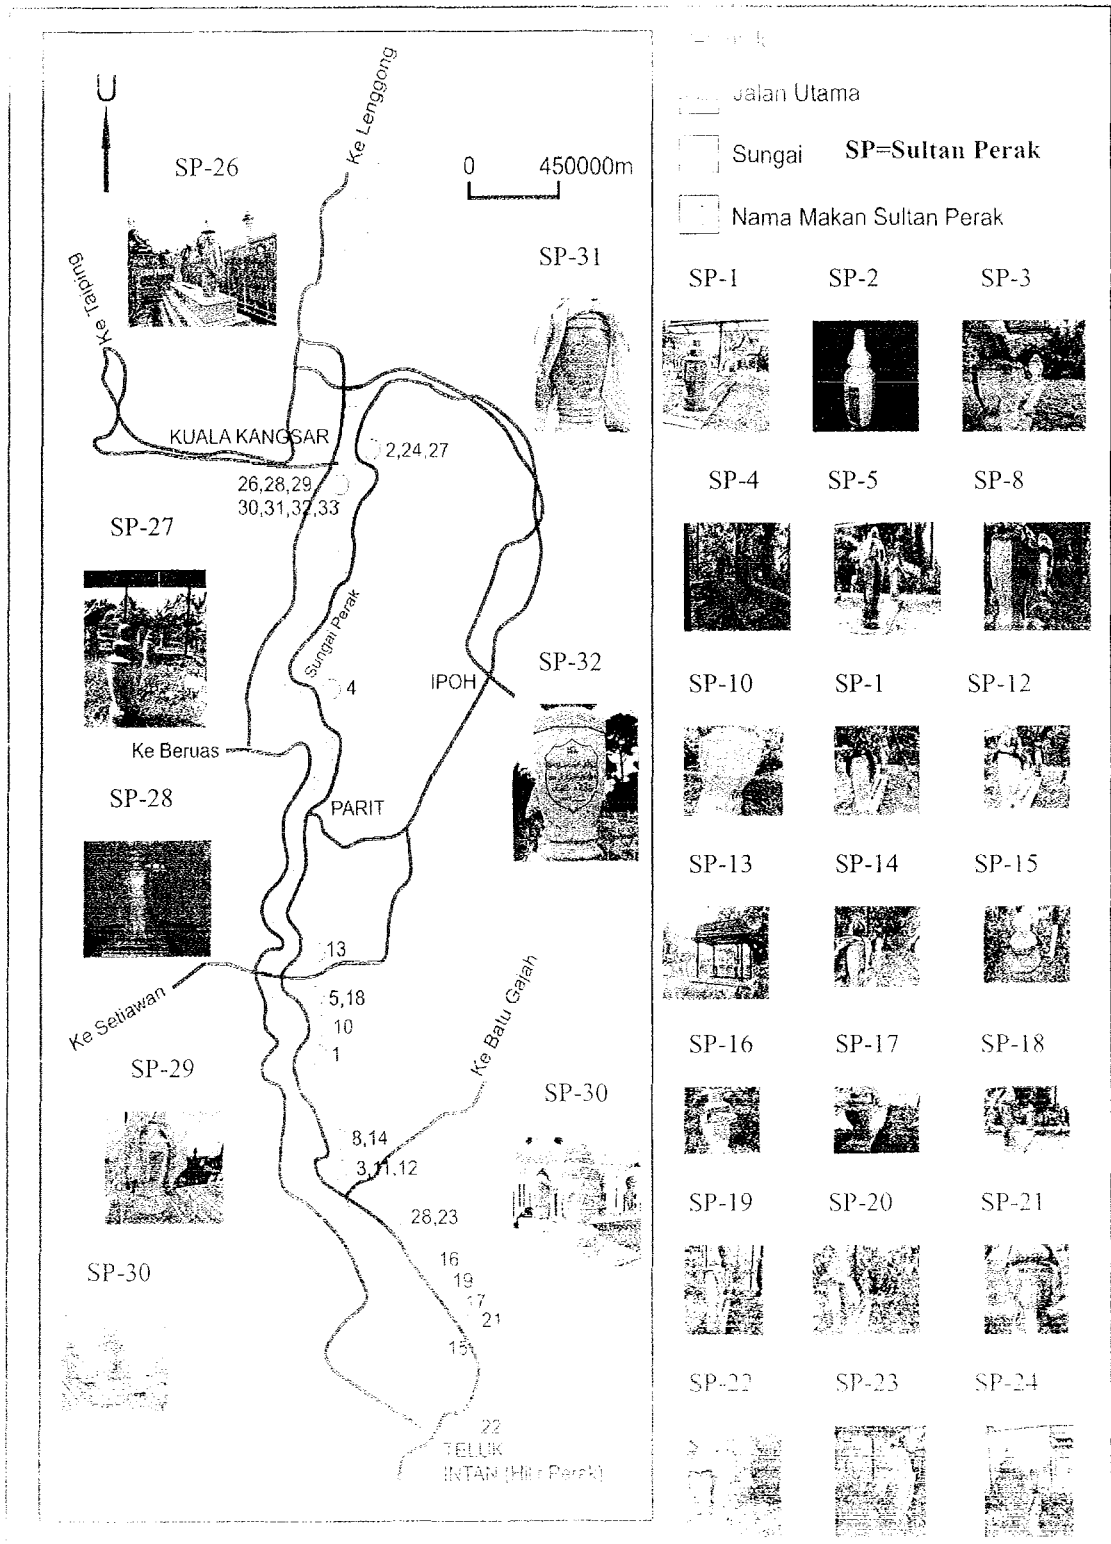 U
Ke Lenggong
SP-26
0 450000m
Ke Taiping
SP-31
KUALA KANGSAR
2,24,27
26,28,29
30,31,32,33
SP-27
Sungai Perak
4
IPOH
SP-32
Ke Beruas
SP-28
PARIT
13
Ke Setiawan
5,18
10
1
Ke Batu Gajah
SP-29
SP-30
8,14
3,11,12
28,23
16
19
17
21
15
SP-30
22
TELUK
INTAN (Hilir Perak)
Jalan Utama
Sungai SP=Sultan Perak
Nama Makan Sultan Perak
SP-1 SP-2 SP-3
SP-4 SP-5 SP-8
SP-10 SP-1 SP-12
SP-13 SP-14 SP-15
SP-16 SP-17 SP-18
SP-19 SP-20 SP-21
SP-22 SP-23 SP-24